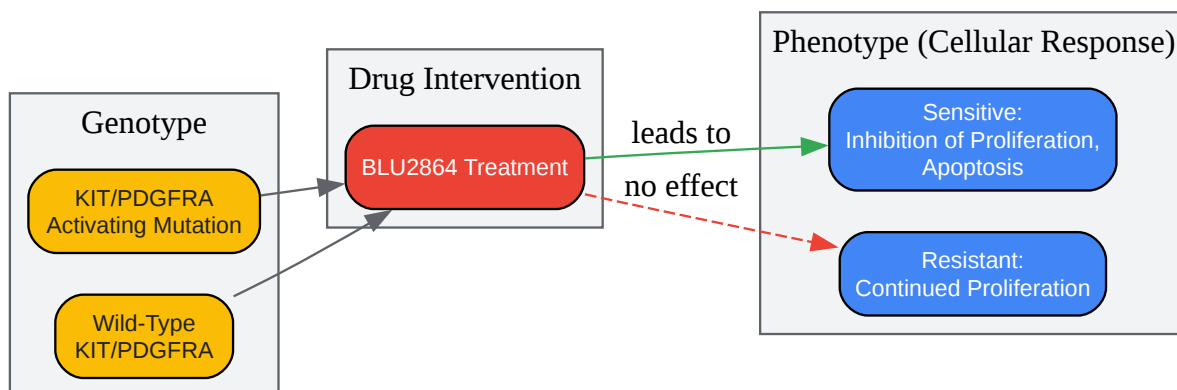 Genotype
KIT/PDGFRA
Activating Mutation
Wild-Type
KIT/PDGFRA
Drug Intervention
BLU2864 Treatment
leads to
no effect
Phenotype (Cellular Response)
Sensitive:
Inhibition of Proliferation,
Apoptosis
Resistant:
Continued Proliferation